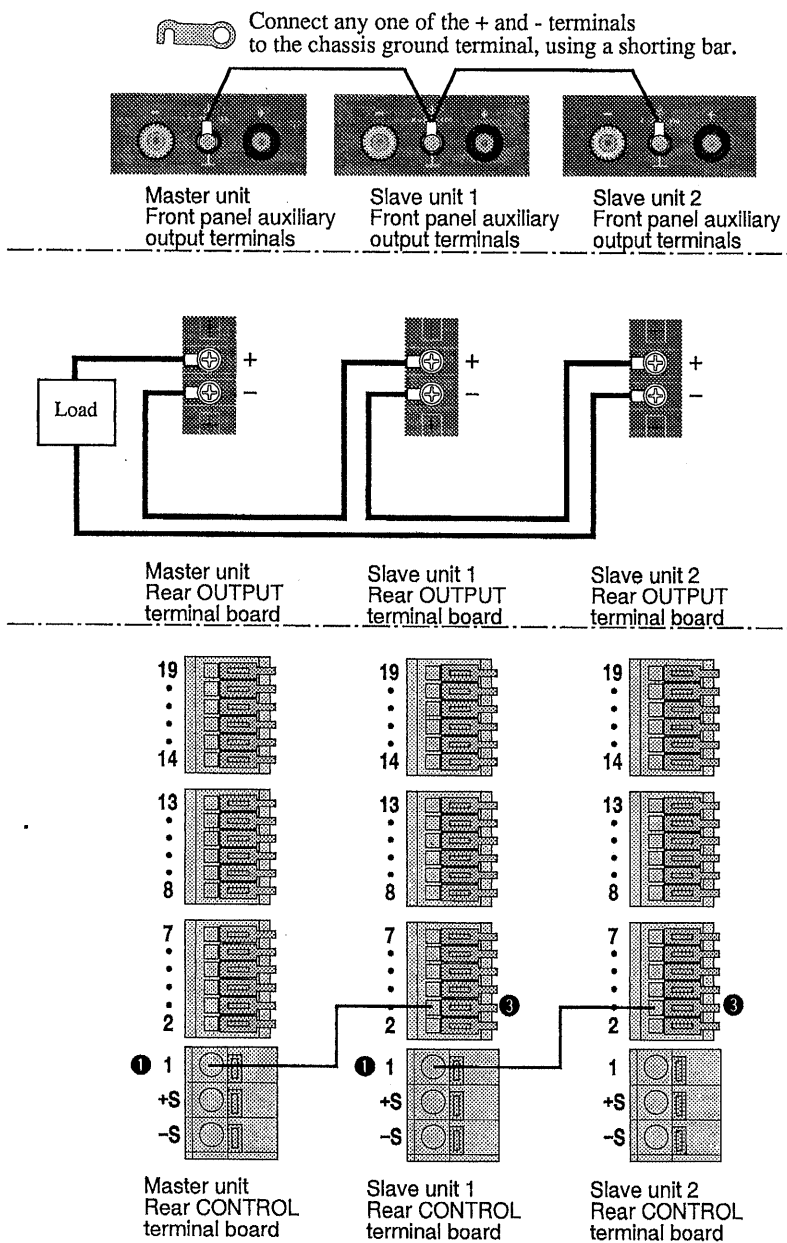 Connect any one of the + and - terminals
to the chassis ground terminal, using a shorting bar.
− +
− +
− +
Master unit
Front panel auxiliary
output terminals
Slave unit 1
Front panel auxiliary
output terminals
Slave unit 2
Front panel auxiliary
output terminals
Load
+
−
+
−
+
−
Master unit
Rear OUTPUT
terminal board
Slave unit 1
Rear OUTPUT
terminal board
Slave unit 2
Rear OUTPUT
terminal board
19
14
13
8
7
2
❶ 1
+S
−S
Master unit
Rear CONTROL
terminal board
19
14
13
8
7
❸
2
❶ 1
+S
−S
Slave unit 1
Rear CONTROL
terminal board
19
14
13
8
7
❸
2
1
+S
−S
Slave unit 2
Rear CONTROL
terminal board